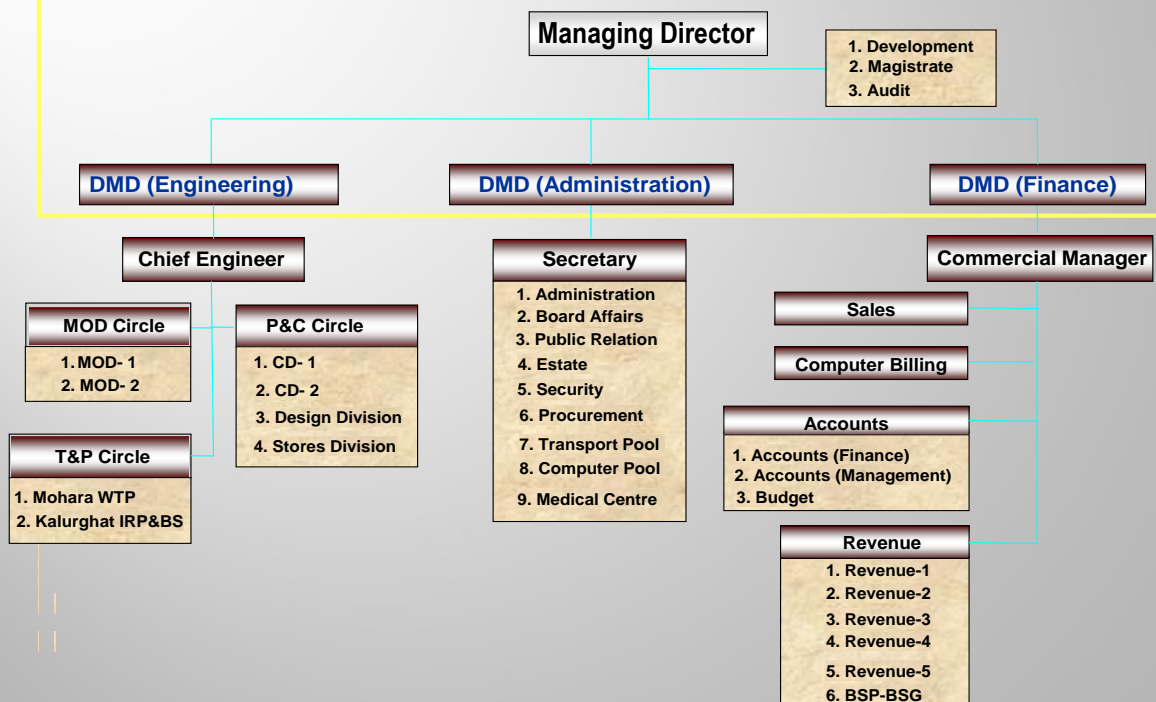 Managing Director
1. Development
2. Magistrate
3. Audit
DMD (Engineering)
DMD (Administration)
DMD (Finance)
Chief Engineer
MOD Circle
1. MOD- 1
2. MOD- 2
P&C Circle
1. CD- 1
2. CD- 2
3. Design Division
4. Stores Division
T&P Circle
1. Mohara WTP
2. Kalurghat IRP&BS
Secretary
1. Administration
2. Board Affairs
3. Public Relation
4. Estate
5. Security
6. Procurement
7. Transport Pool
8. Computer Pool
9. Medical Centre
Commercial Manager
Sales
Computer Billing
Accounts
1. Accounts (Finance)
2. Accounts (Management)
3. Budget
Revenue
1. Revenue-1
2. Revenue-2
3. Revenue-3
4. Revenue-4
5. Revenue-5
6. BSP-BSG